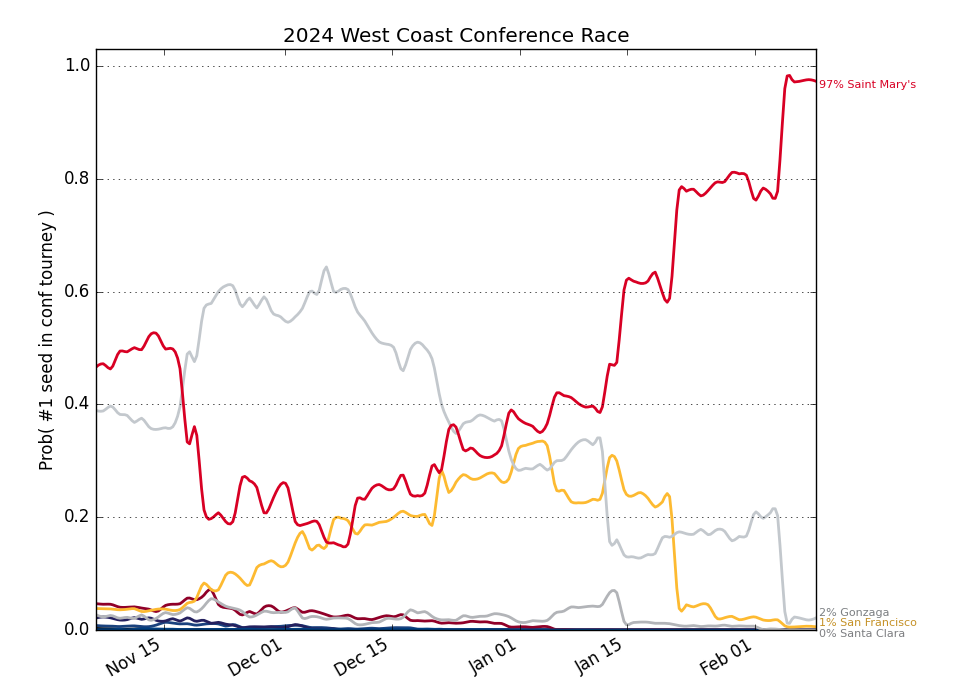 2024 West Coast Conference Race
1.0
0.8
0.6
0.4
0.2
0.0
Prob( #1 seed in conf tourney )
Nov 15
Dec 01
Dec 15
Jan 01
Jan 15
Feb 01
97% Saint Mary's
2% Gonzaga
1% San Francisco
0% Santa Clara